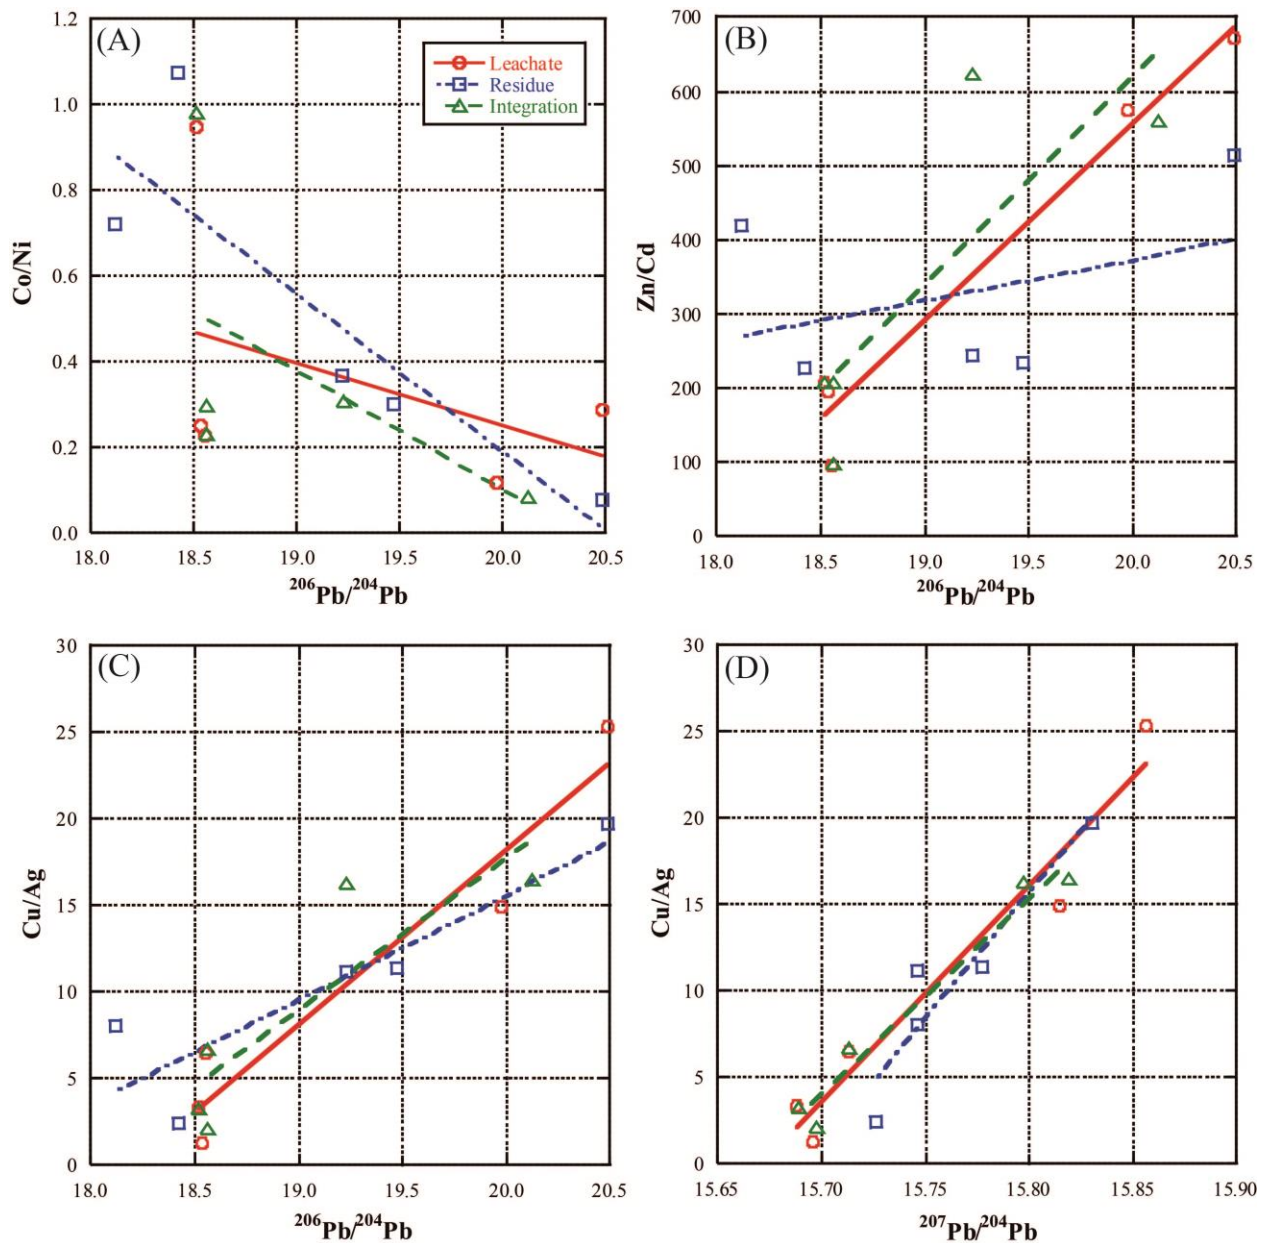 (A)
Leachate
Residue
Integration
Co/Ni
1.2
1.0
0.8
0.6
0.4
0.2
0.0
18.0 18.5 19.0 19.5 20.0 20.5
²⁰⁶Pb/²⁰⁴Pb
(B)
Zn/Cd
700
600
500
400
300
200
100
0
18.0 18.5 19.0 19.5 20.0 20.5
²⁰⁶Pb/²⁰⁴Pb
(C)
Cu/Ag
30
25
20
15
10
5
0
18.0 18.5 19.0 19.5 20.0 20.5
²⁰⁶Pb/²⁰⁴Pb
(D)
Cu/Ag
30
25
20
15
10
5
0
15.65 15.70 15.75 15.80 15.85 15.90
²⁰⁷Pb/²⁰⁴Pb